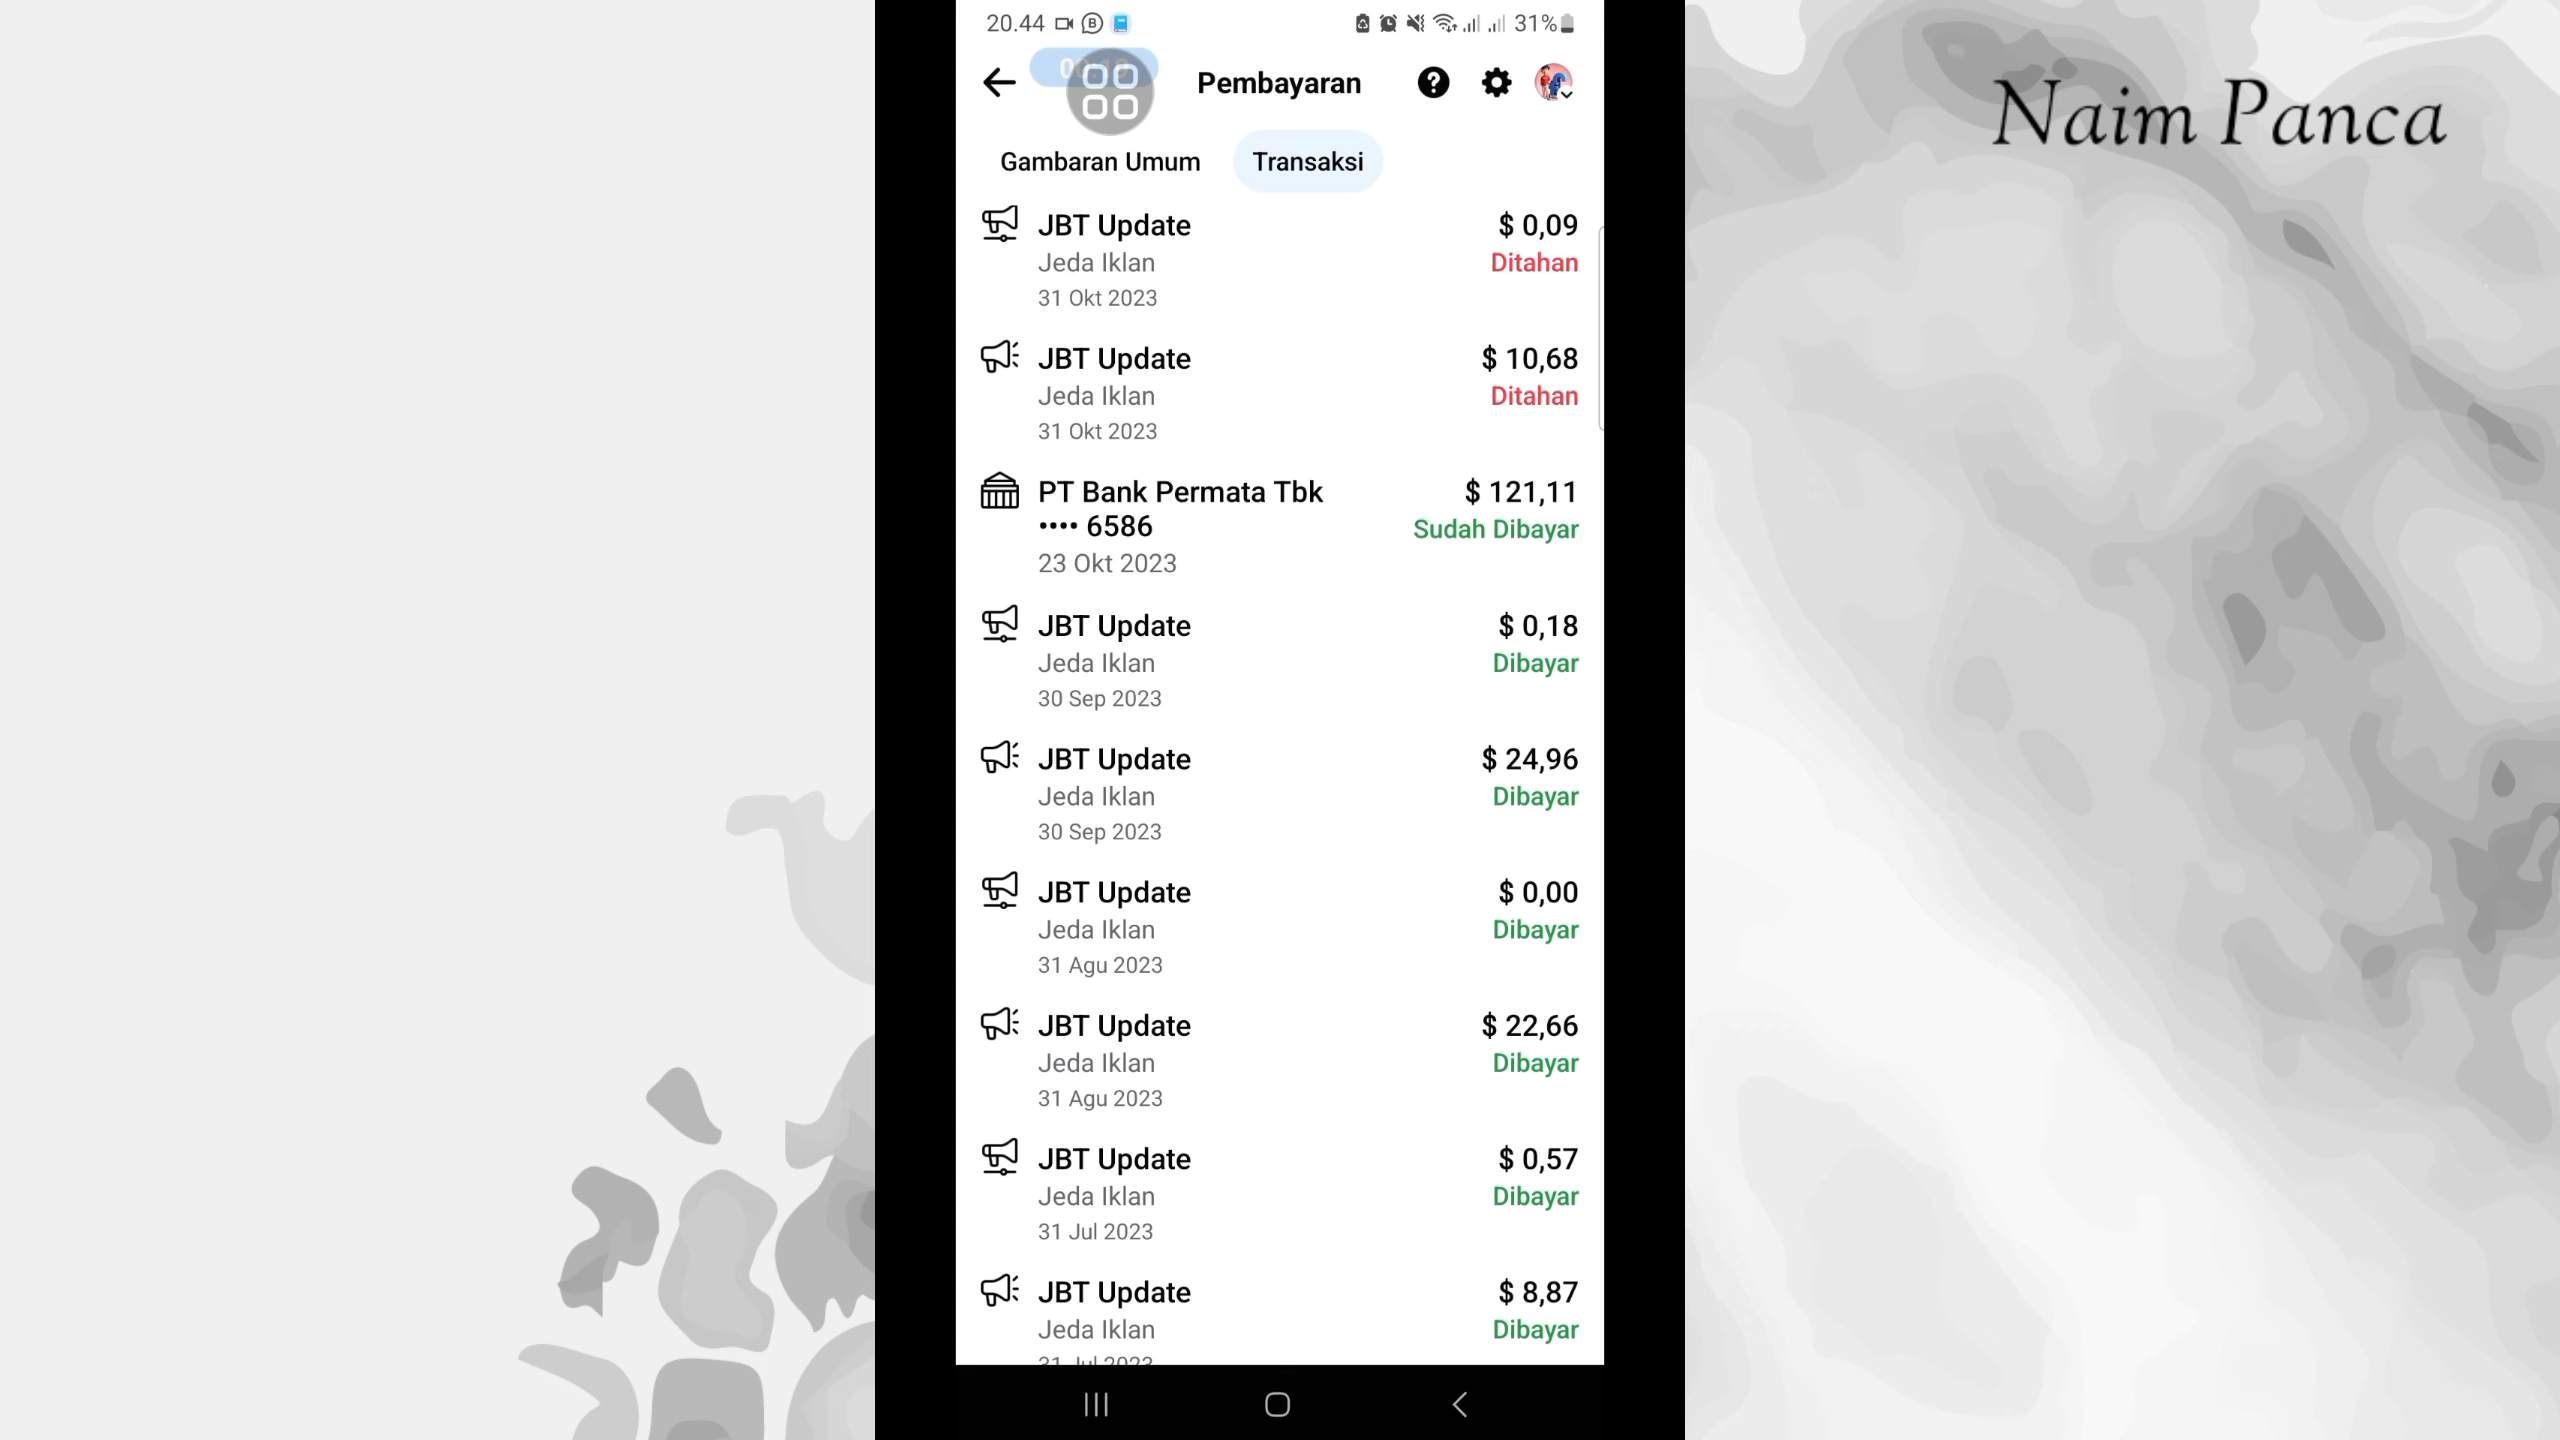 20.44
31%
Pembayaran
Naim Panca
Gambaran Umum
Transaksi
JBT Update
$ 0,09
Jeda Iklan
Ditahan
31 Okt 2023
JBT Update
$ 10,68
Jeda Iklan
Ditahan
31 Okt 2023
PT Bank Permata Tbk
$ 121,11
•••• 6586
Sudah Dibayar
23 Okt 2023
JBT Update
$ 0,18
Jeda Iklan
Dibayar
30 Sep 2023
JBT Update
$ 24,96
Jeda Iklan
Dibayar
30 Sep 2023
JBT Update
$ 0,00
Jeda Iklan
Dibayar
31 Agu 2023
JBT Update
$ 22,66
Jeda Iklan
Dibayar
31 Agu 2023
JBT Update
$ 0,57
Jeda Iklan
Dibayar
31 Jul 2023
JBT Update
$ 8,87
Jeda Iklan
Dibayar
31 Jul 2023